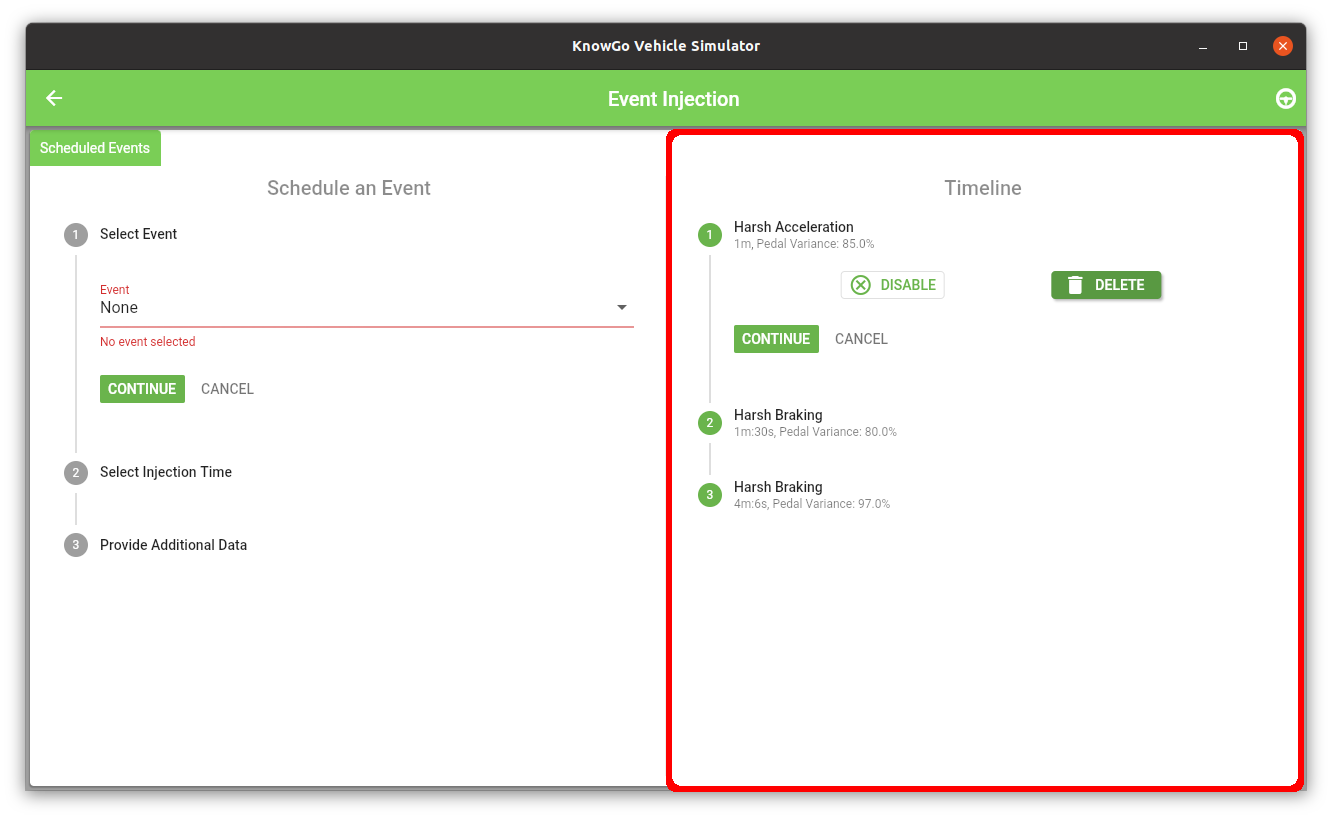 KnowGo Vehicle Simulator
Event Injection
Scheduled Events
Schedule an Event
1 Select Event
Event
None
No event selected
CONTINUE CANCEL
2 Select Injection Time
3 Provide Additional Data
Timeline
1 Harsh Acceleration
1m, Pedal Variance: 85.0%
DISABLE DELETE
CONTINUE CANCEL
2 Harsh Braking
1m:30s, Pedal Variance: 80.0%
3 Harsh Braking
4m:6s, Pedal Variance: 97.0%